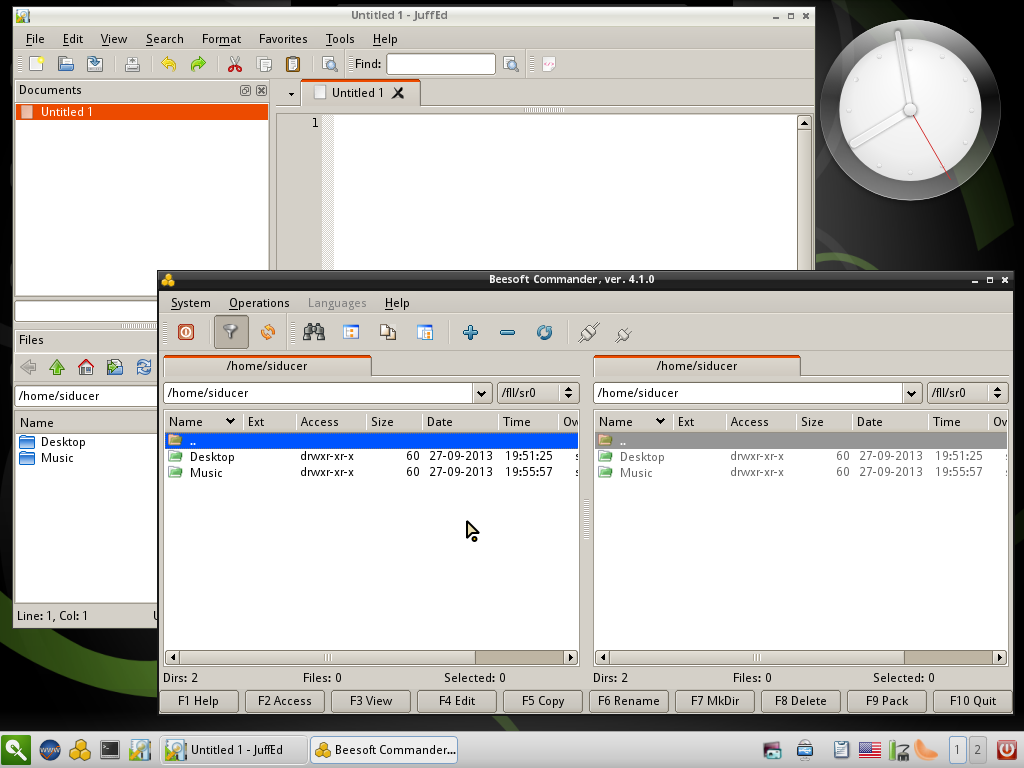 Untitled 1 - JuffEd
File Edit View Search Format Favorites Tools Help
Find:
Documents
Untitled 1
Untitled 1
1
Files
/home/siducer
Name
Desktop
Music
Line: 1, Col: 1
Beesoft Commander, ver. 4.1.0
System Operations Languages Help
/home/siducer
/home/siducer /fll/sr0
Name Ext Access Size Date Time
..
Desktop drwxr-xr-x 60 27-09-2013 19:51:25
Music drwxr-xr-x 60 27-09-2013 19:55:57
Dirs: 2 Files: 0 Selected: 0
/home/siducer
/home/siducer /fll/sr0
Name Ext Access Size Date Time
..
Desktop drwxr-xr-x 60 27-09-2013 19:51:25
Music drwxr-xr-x 60 27-09-2013 19:55:57
Dirs: 2 Files: 0 Selected: 0
F1 Help F2 Access F3 View F4 Edit F5 Copy F6 Rename F7 MkDir F8 Delete F9 Pack F10 Quit
www Untitled 1 - JuffEd Beesoft Commander... 1 2